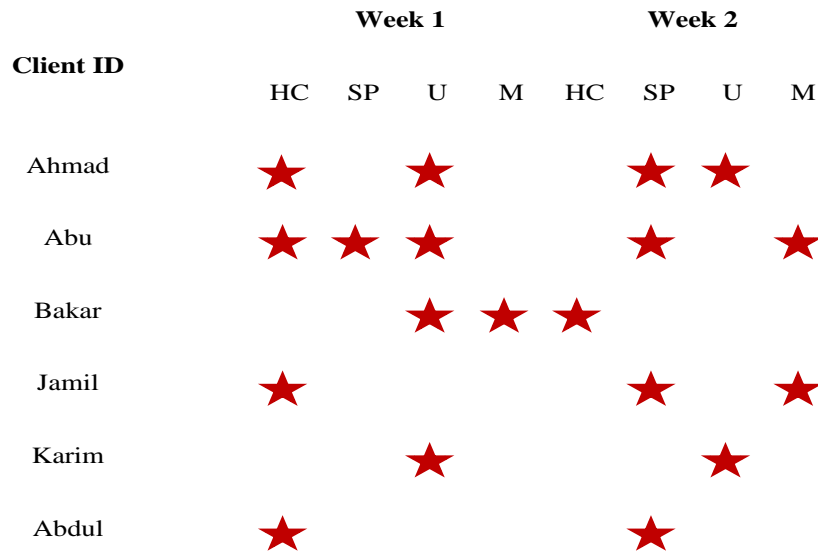 Week 1 Week 2
Client ID
HC SP U M HC SP U M
Ahmad
Abu
Bakar
Jamil
Karim
Abdul